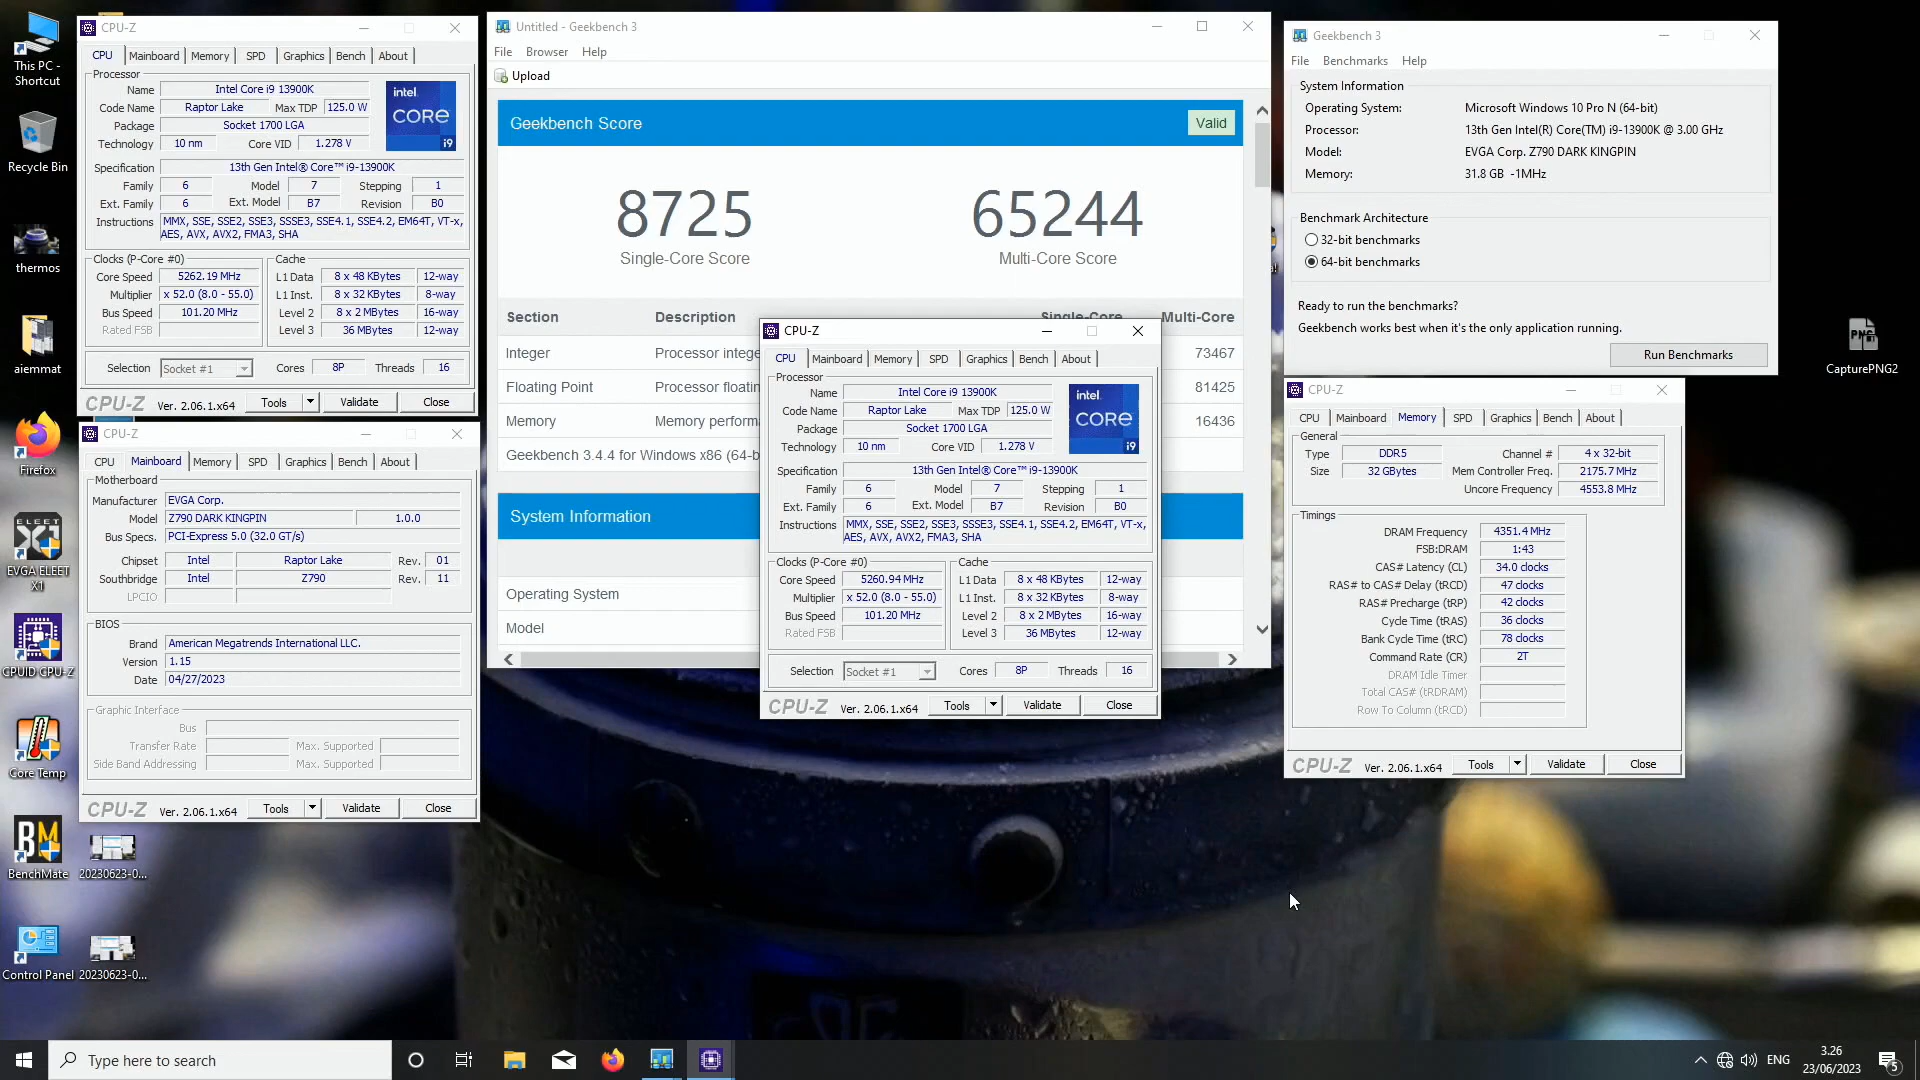 This PC -
Shortcut
Recycle Bin
thermos
aiemmat
Firefox
EVGA ELEET
X1
CPUID CPU-Z
Core Temp
BenchMate
20230623-0...
Control Panel
20230623-0...
CapturePNG2
CPU-Z
CPU Mainboard Memory SPD Graphics Bench About
Processor
Name Intel Core i9 13900K
Code Name Raptor Lake Max TDP 125.0 W
Package Socket 1700 LGA
Technology 10 nm Core VID 1.278 V
intel
CORE
i9
Specification 13th Gen Intel® Core™ i9-13900K
Family 6 Model 7 Stepping 1
Ext. Family 6 Ext. Model B7 Revision B0
Instructions MMX, SSE, SSE2, SSE3, SSSE3, SSE4.1, SSE4.2, EM64T, VT-x,
AES, AVX, AVX2, FMA3, SHA
Clocks (P-Core #0) Cache
Core Speed 5262.19 MHz L1 Data 8 x 48 KBytes 12-way
Multiplier x 52.0 (8.0 - 55.0) L1 Inst. 8 x 32 KBytes 8-way
Bus Speed 101.20 MHz Level 2 8 x 2 MBytes 16-way
Rated FSB Level 3 36 MBytes 12-way
Selection Socket #1 Cores 8P Threads 16
CPU-Z Ver. 2.06.1.x64 Tools Validate Close
CPU-Z
CPU Mainboard Memory SPD Graphics Bench About
Motherboard
Manufacturer EVGA Corp.
Model Z790 DARK KINGPIN 1.0.0
Bus Specs. PCI-Express 5.0 (32.0 GT/s)
Chipset Intel Raptor Lake Rev. 01
Southbridge Intel Z790 Rev. 11
LPCIO
BIOS
Brand American Megatrends International LLC.
Version 1.15
Date 04/27/2023
Graphic Interface
Bus
Transfer Rate Max. Supported
Side Band Addressing Max. Supported
CPU-Z Ver. 2.06.1.x64 Tools Validate Close
Untitled - Geekbench 3
File Browser Help
Upload
Geekbench Score Valid
8725 65244
Single-Core Score Multi-Core Score
Section Description Single-Core Multi-Core
Integer Processor intege 73467
Floating Point Processor floatin 81425
Memory Memory perform 16436
Geekbench 3.4.4 for Windows x86 (64-b
System Information
Operating System
Model
CPU-Z
CPU Mainboard Memory SPD Graphics Bench About
Processor
Name Intel Core i9 13900K
Code Name Raptor Lake Max TDP 125.0 W
Package Socket 1700 LGA
Technology 10 nm Core VID 1.278 V
intel
CORE
i9
Specification 13th Gen Intel® Core™ i9-13900K
Family 6 Model 7 Stepping 1
Ext. Family 6 Ext. Model B7 Revision B0
Instructions MMX, SSE, SSE2, SSE3, SSSE3, SSE4.1, SSE4.2, EM64T, VT-x,
AES, AVX, AVX2, FMA3, SHA
Clocks (P-Core #0) Cache
Core Speed 5260.94 MHz L1 Data 8 x 48 KBytes 12-way
Multiplier x 52.0 (8.0 - 55.0) L1 Inst. 8 x 32 KBytes 8-way
Bus Speed 101.20 MHz Level 2 8 x 2 MBytes 16-way
Rated FSB Level 3 36 MBytes 12-way
Selection Socket #1 Cores 8P Threads 16
CPU-Z Ver. 2.06.1.x64 Tools Validate Close
Geekbench 3
File Benchmarks Help
System Information
Operating System: Microsoft Windows 10 Pro N (64-bit)
Processor: 13th Gen Intel(R) Core(TM) i9-13900K @ 3.00 GHz
Model: EVGA Corp. Z790 DARK KINGPIN
Memory: 31.8 GB -1MHz
Benchmark Architecture
32-bit benchmarks
64-bit benchmarks
Ready to run the benchmarks?
Geekbench works best when it's the only application running.
Run Benchmarks
CPU-Z
CPU Mainboard Memory SPD Graphics Bench About
General
Type DDR5 Channel # 4 x 32-bit
Size 32 GBytes Mem Controller Freq. 2175.7 MHz
Uncore Frequency 4553.8 MHz
Timings
DRAM Frequency 4351.4 MHz
FSB:DRAM 1:43
CAS# Latency (CL) 34.0 clocks
RAS# to CAS# Delay (tRCD) 47 clocks
RAS# Precharge (tRP) 42 clocks
Cycle Time (tRAS) 36 clocks
Bank Cycle Time (tRC) 78 clocks
Command Rate (CR) 2T
DRAM Idle Timer
Total CAS# (tRDRAM)
Row To Column (tRCD)
CPU-Z Ver. 2.06.1.x64 Tools Validate Close
Type here to search
ENG
3.26
23/06/2023
5